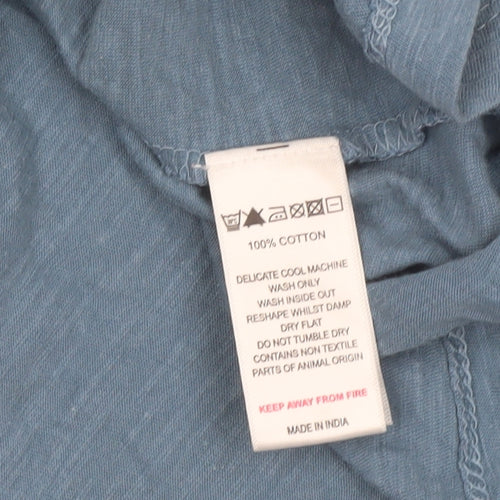 100% COTTON
DELICATE COOL MACHINE
WASH ONLY
WASH INSIDE OUT
RESHAPE WHILST DAMP
DRY FLAT
DO NOT TUMBLE DRY
CONTAINS NON TEXTILE
PARTS OF ANIMAL ORIGIN
KEEP AWAY FROM FIRE
MADE IN INDIA